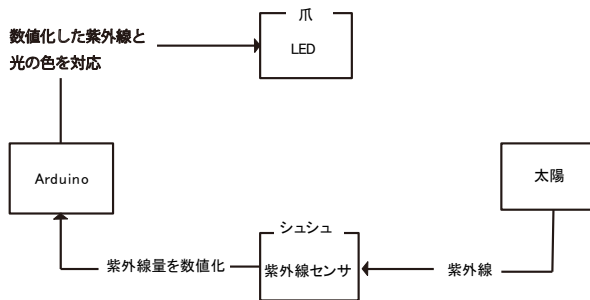 爪
数値化した紫外線と
光の色を対応
LED
Arduino
太陽
シュシュ
紫外線量を数値化
紫外線センサ
紫外線